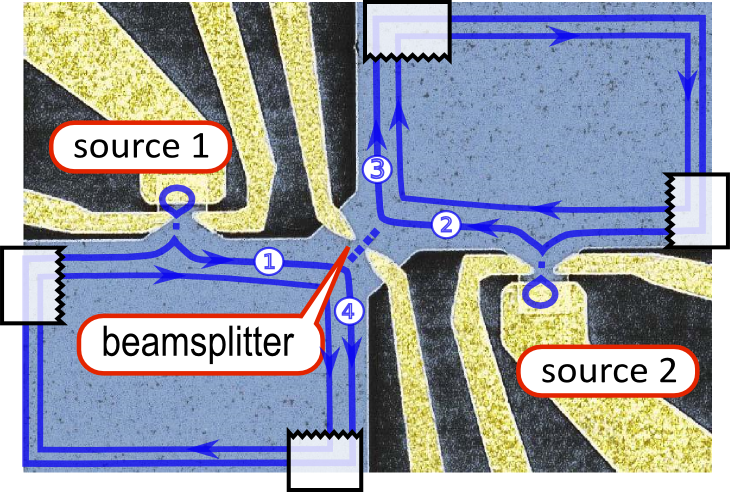 source 1
③
②
①
④
beamsplitter
source 2